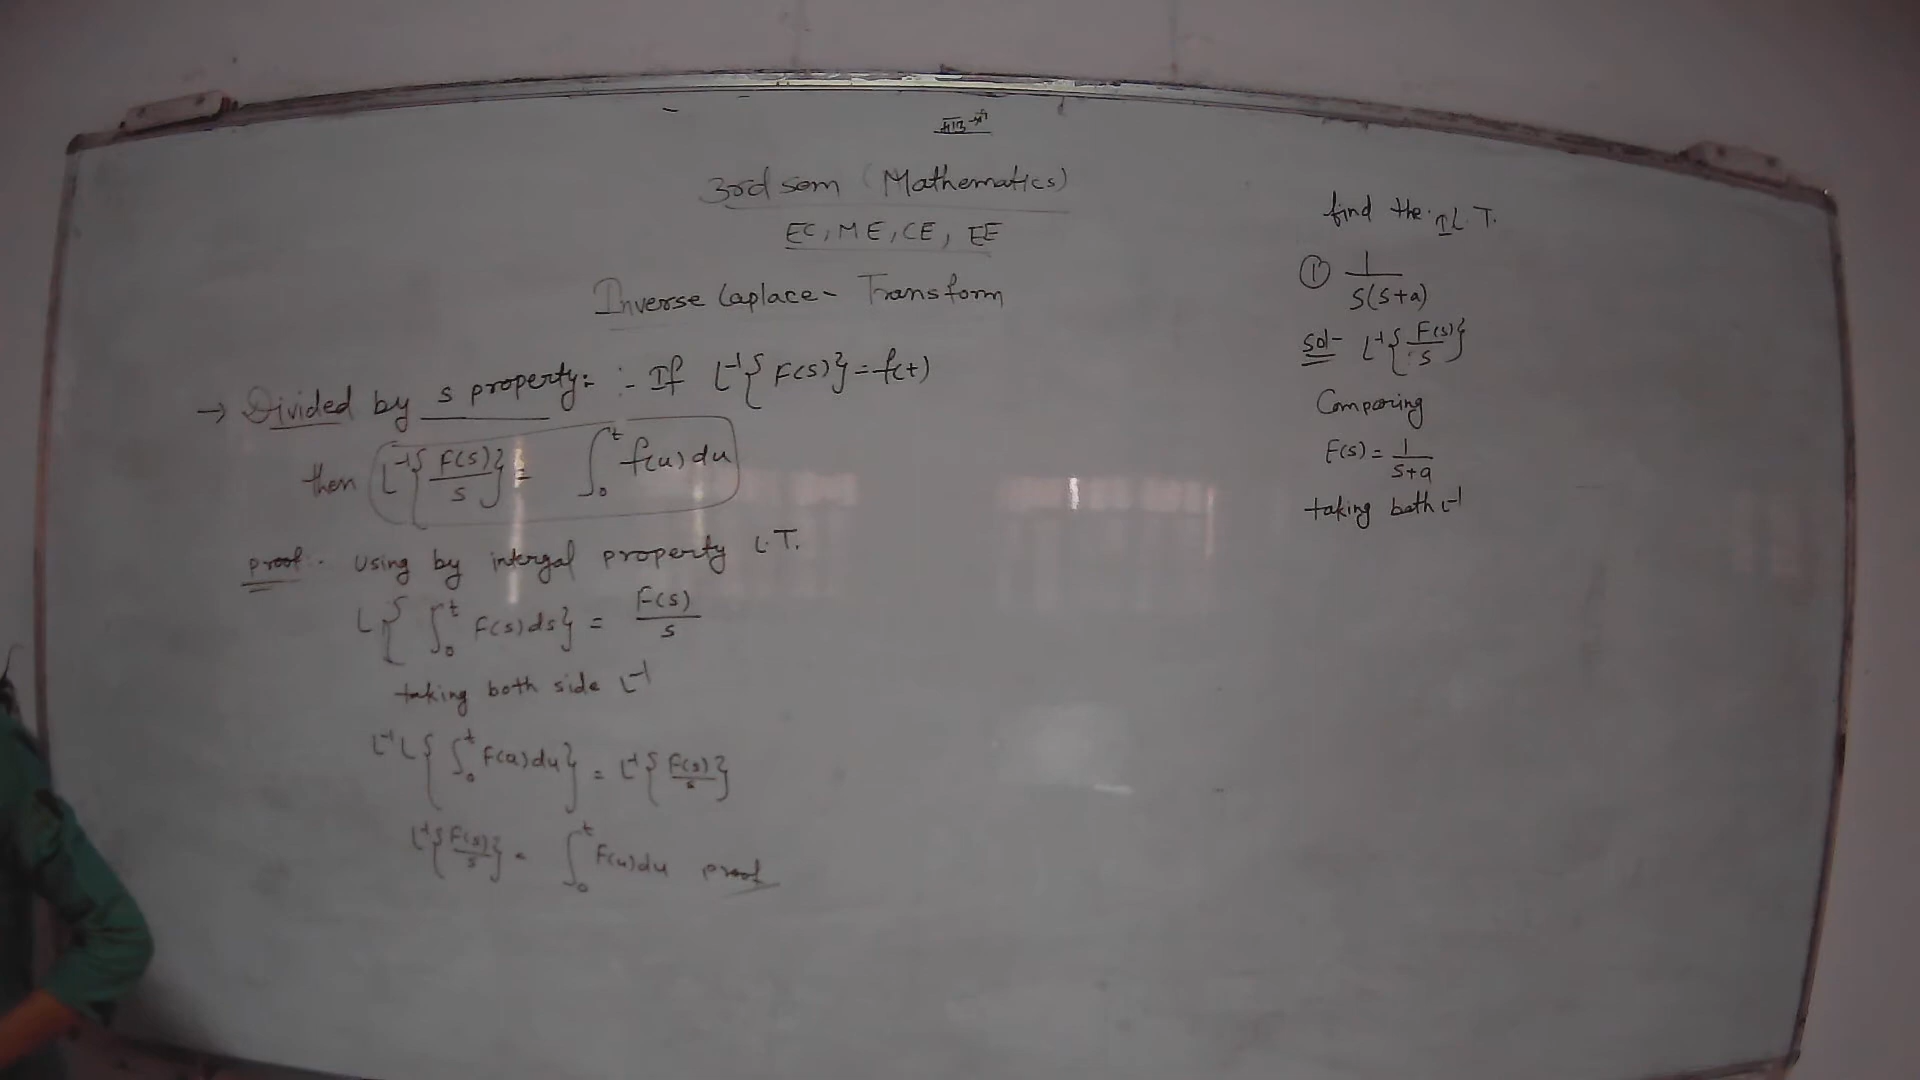 3rd sem (Mathematics)
EC, ME, CE, EE
Inverse Laplace - Transform
→ Divided by s property:- :- If L⁻¹{F(s)} = f(t)
then L⁻¹{F(s)/s} = ∫₀ᵗ f(u) du
proof. using by intergal property L.T.
L{∫₀ᵗ F(s) ds} = F(s)/s
taking both side L⁻¹
L⁻¹L{∫₀ᵗ F(u) du} = L⁻¹{F(s)/s}
L⁻¹{F(s)/s} = ∫₀ᵗ F(u) du proof
find the I L.T.
① 1/s(s+a)
Sol- L⁻¹{F(s)/s}
Comparing
F(s) = 1/s+a
taking both L⁻¹